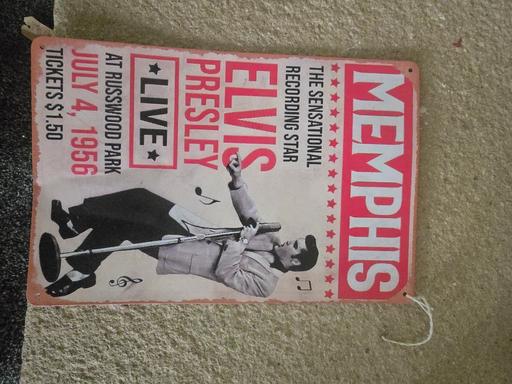 MEMPHIS
THE SENSATIONAL
RECORDING STAR
ELVIS
PRESLEY
LIVE
AT RUSSWOOD PARK
JULY 4, 1956
TICKETS $1.50